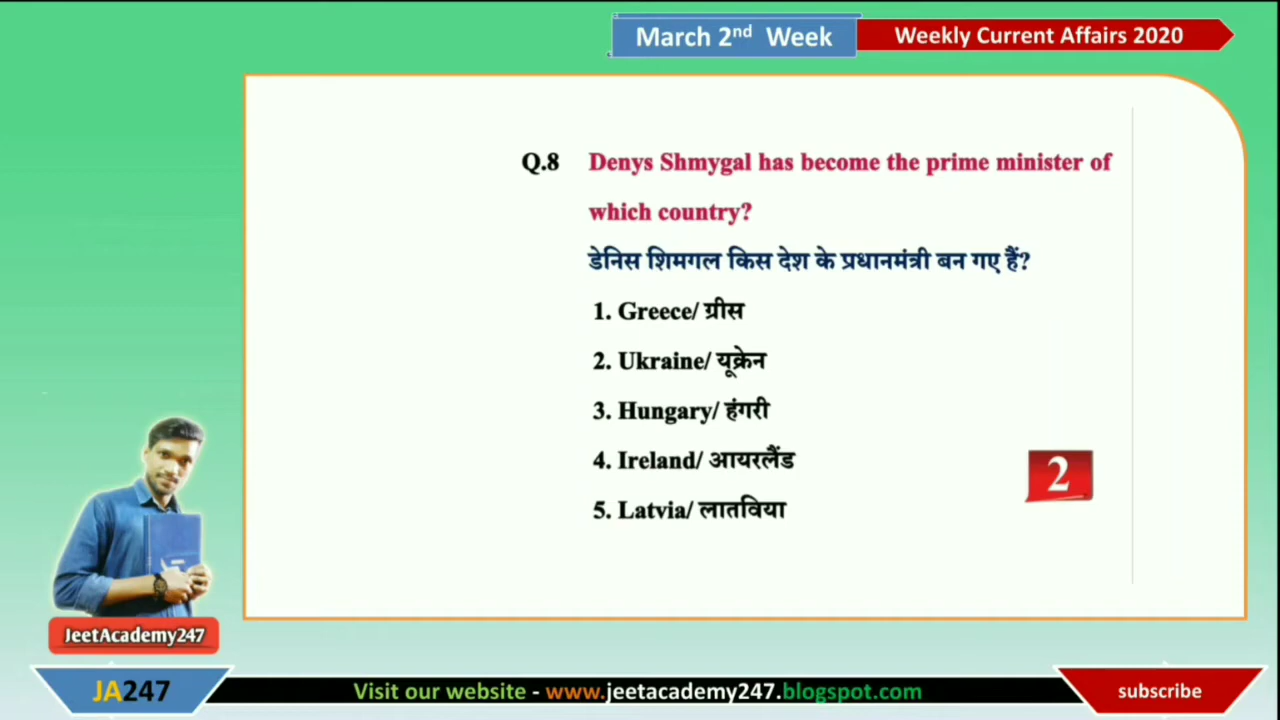 March 2nd Week
Weekly Current Affairs 2020
Q.8 Denys Shmygal has become the prime minister of
which country?
डेनिस शिमगल किस देश के प्रधानमंत्री बन गए हैं?
1. Greece/ ग्रीस
2. Ukraine/ यूक्रेन
3. Hungary/ हंगरी
4. Ireland/ आयरलैंड
2
5. Latvia/ लातविया
JeetAcademy247
JA247
Visit our website - www.jeetacademy247.blogspot.com
subscribe